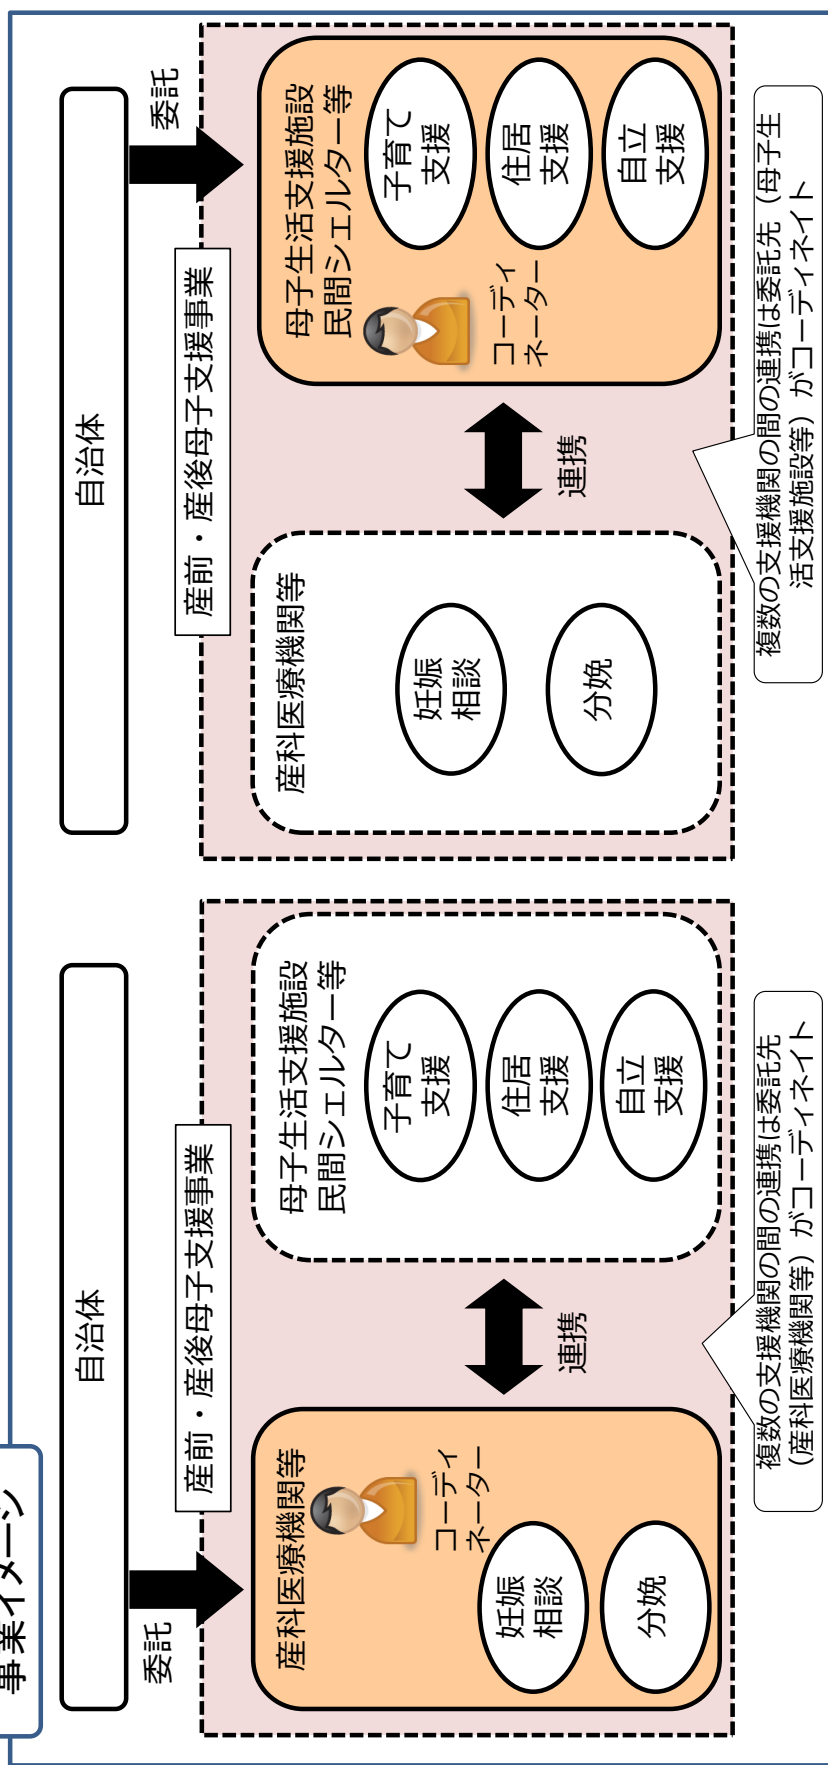 事業イメージ
自治体
委託
産前・産後母子支援事業
産科医療機関等
コーディ
ネーター
妊娠
相談
分娩
連携
母子生活支援施設
民間シェルター等
子育て
支援
住居
支援
自立
支援
複数の支援機関の間の連携は委託先
（産科医療機関等）がコーディネイト
自治体
委託
産前・産後母子支援事業
産科医療機関等
妊娠
相談
分娩
連携
母子生活支援施設
民間シェルター等
コーディ
ネーター
子育て
支援
住居
支援
自立
支援
複数の支援機関の間の連携は委託先（母子生
活支援施設等）がコーディネイト